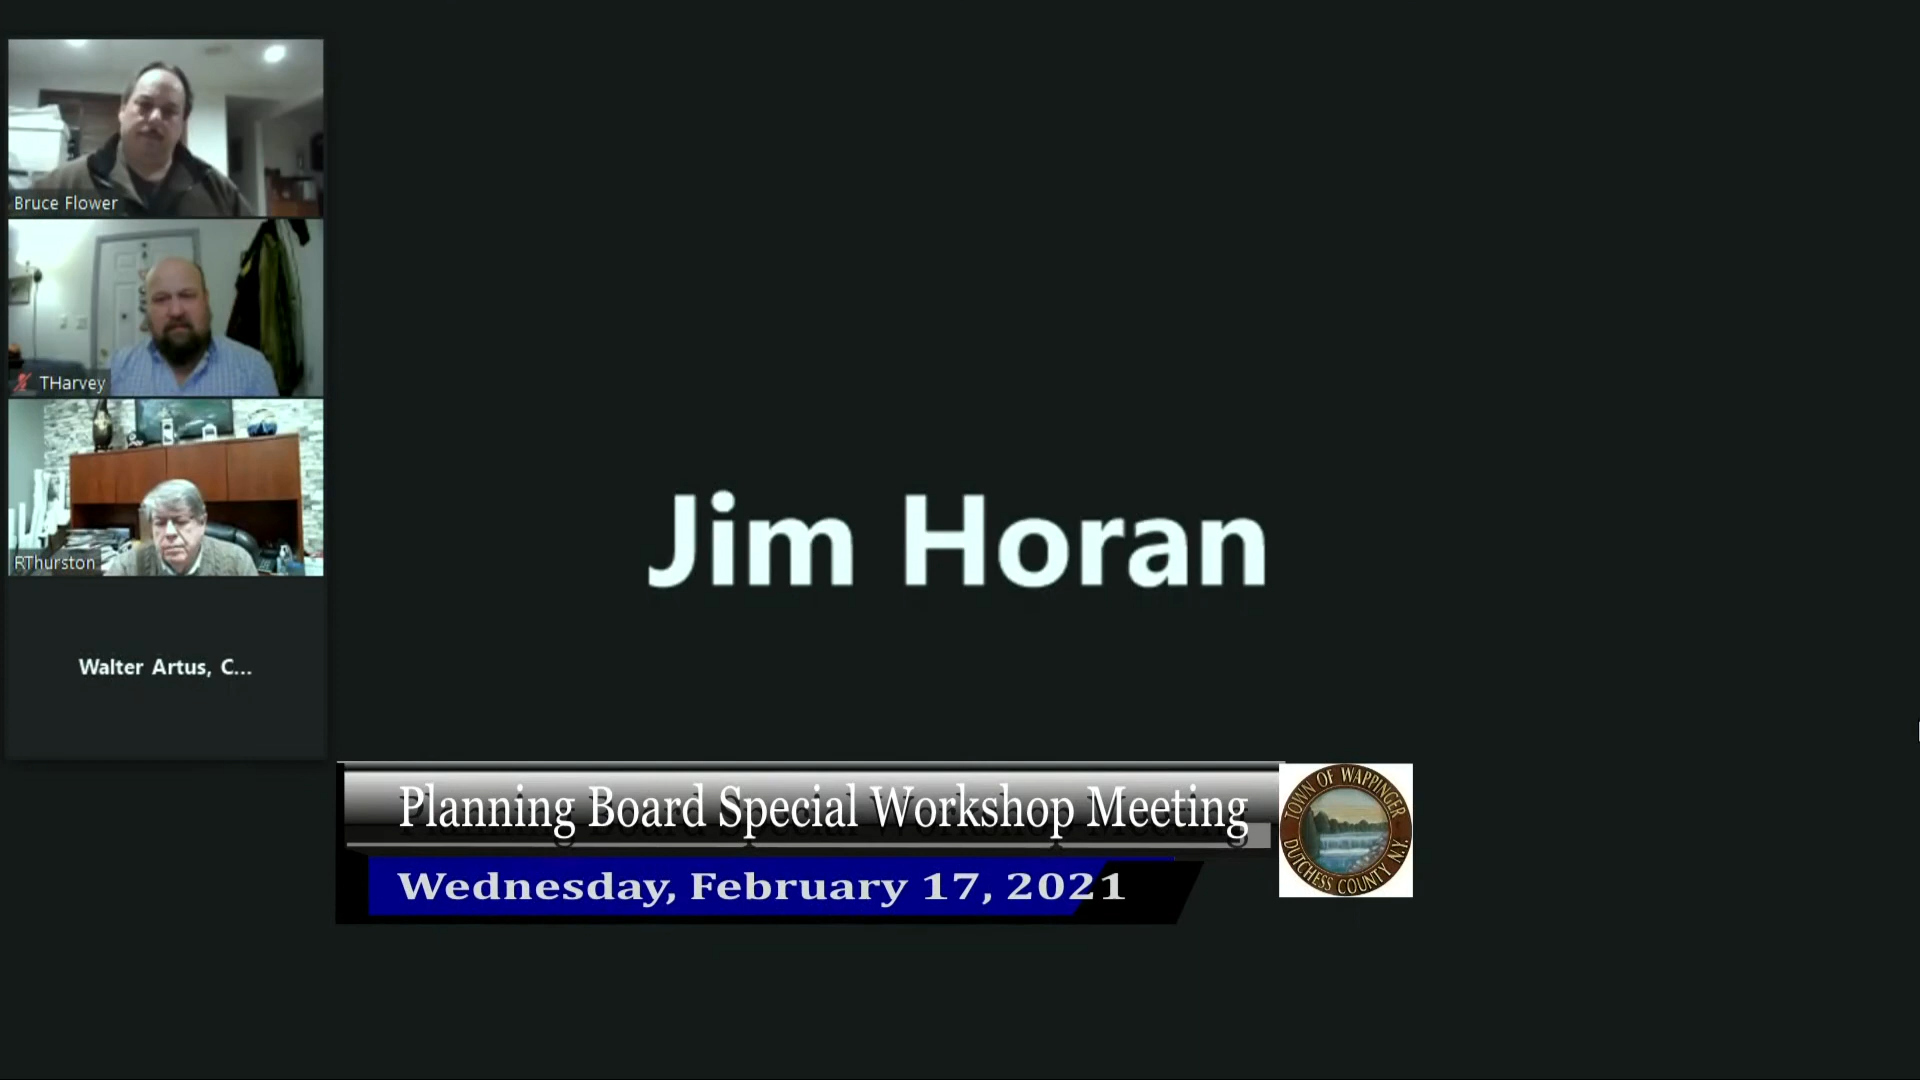 Bruce Flower
THarvey
RThurston
Walter Artus, C...
Jim Horan
Planning Board Special Workshop Meeting
Wednesday, February 17, 2021
TOWN OF WAPPINGER
DUTCHESS COUNTY N.Y.